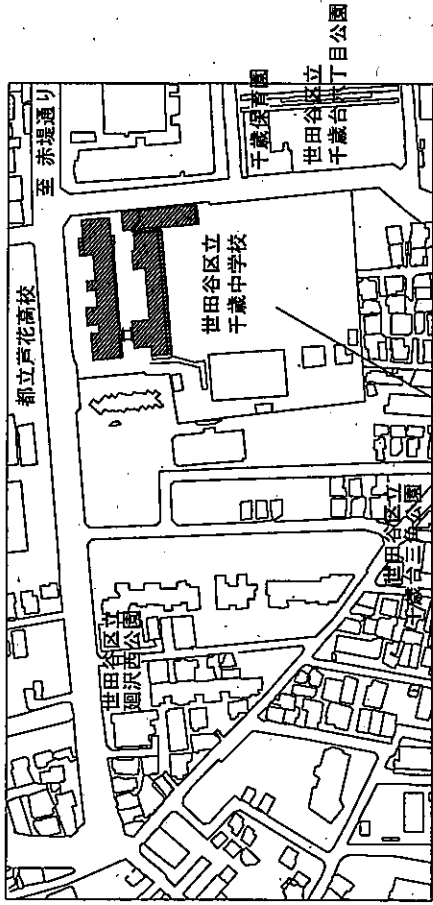 都立芦花高校
至 赤堤通り
世田谷区立
千歳中学校
千歳保育園
世田谷区立
千歳台六丁目公園
世田谷区立
廻沢西公園
世田谷区立
千歳台三角公園